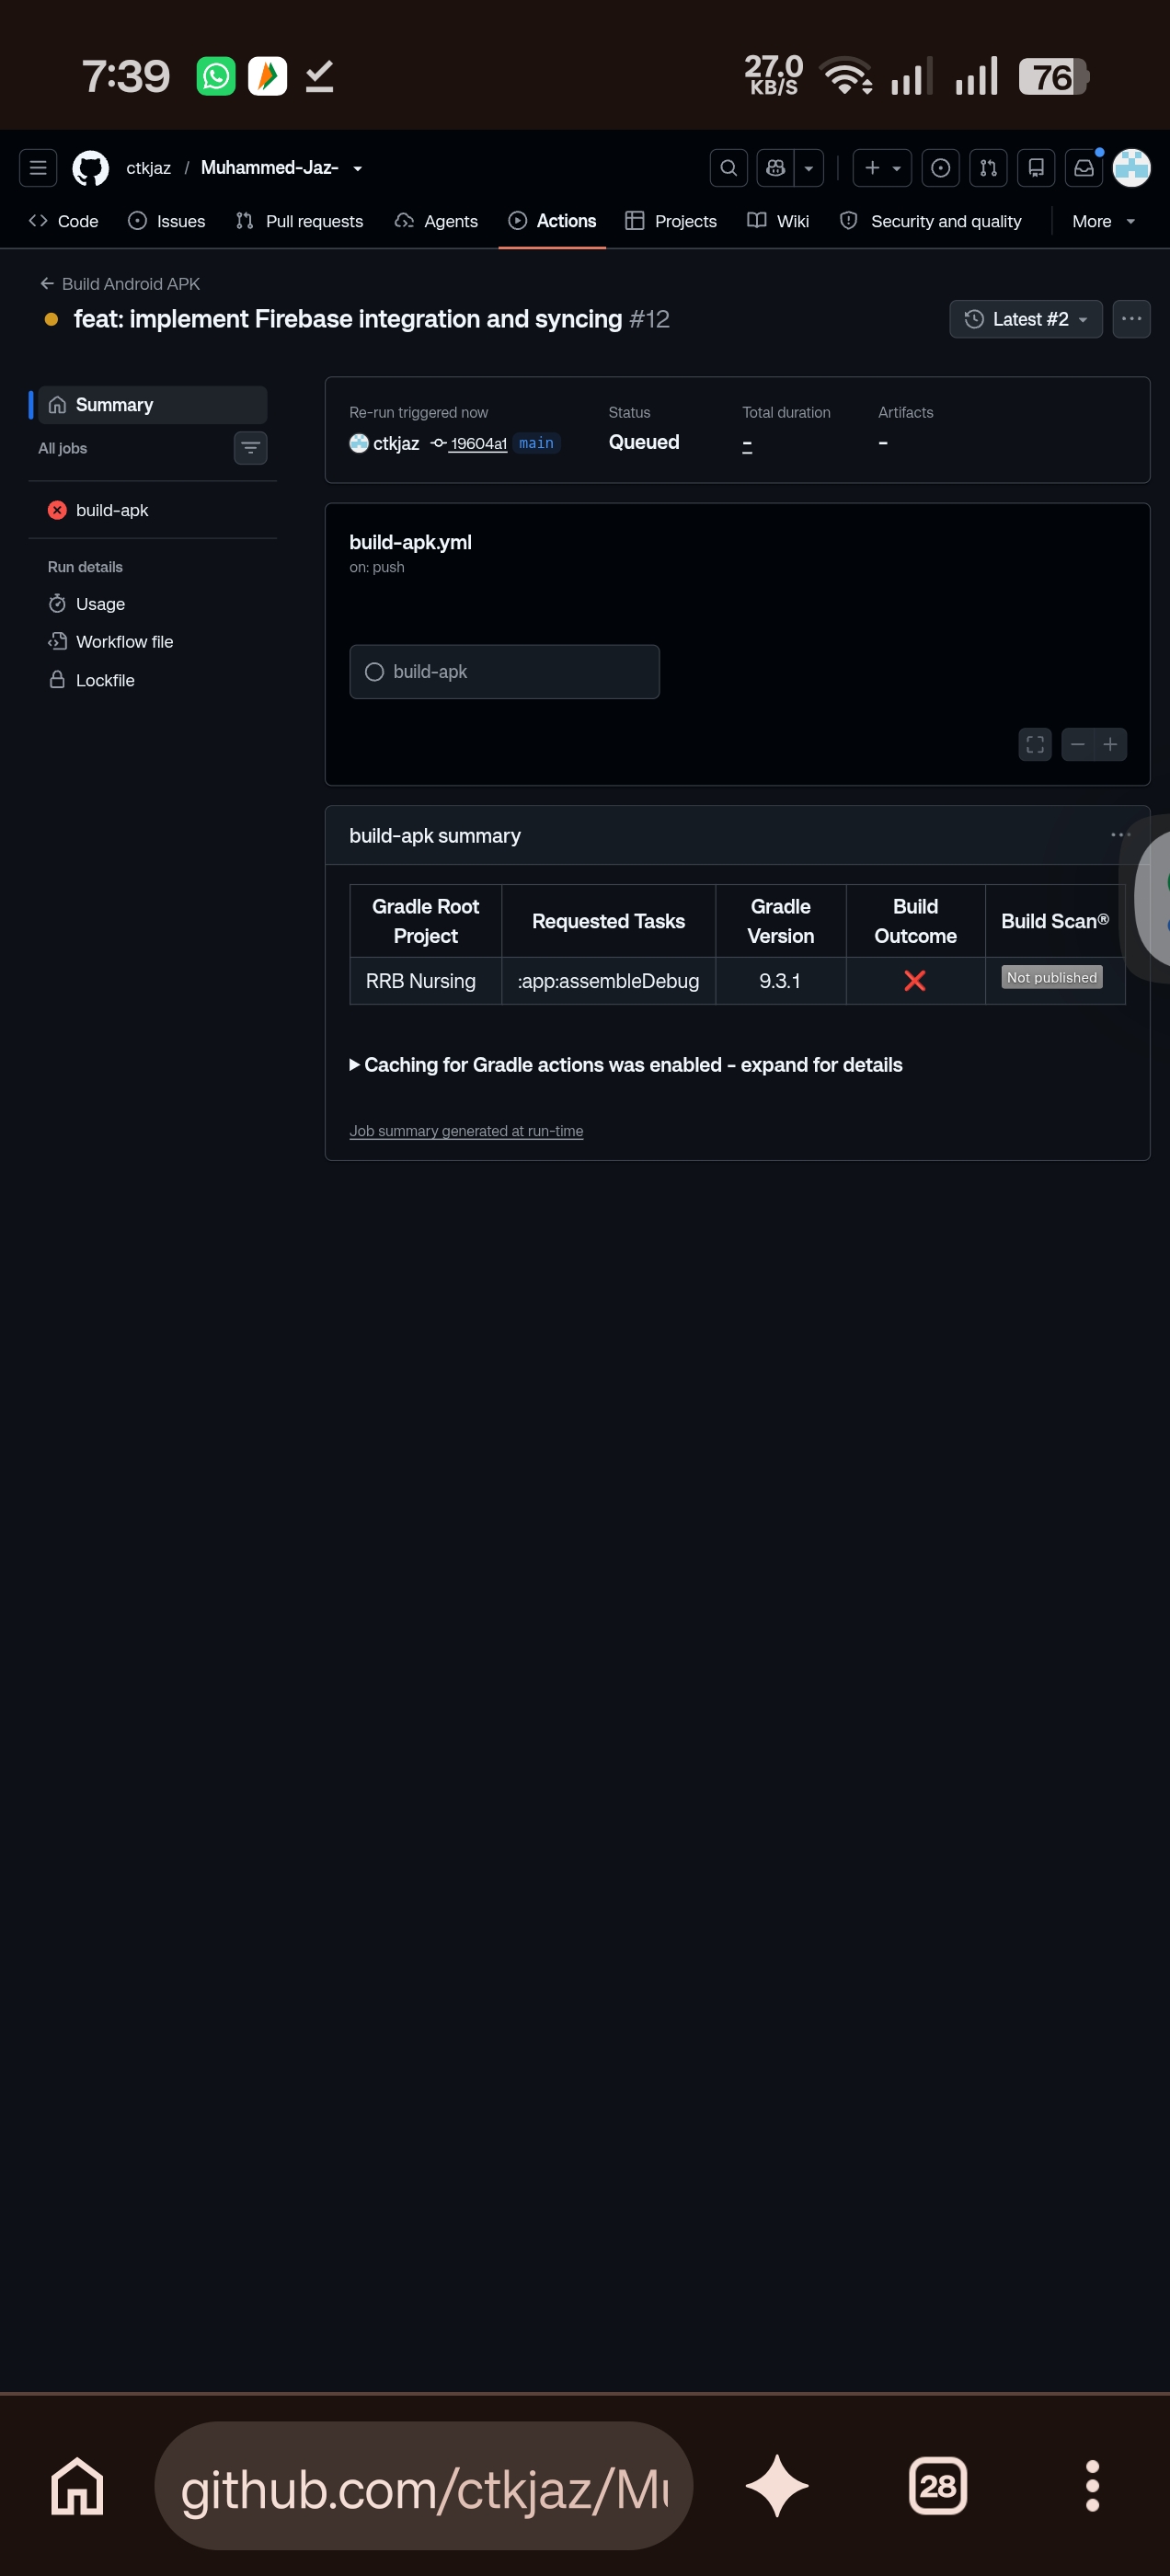 7:39
27.0
KB/S
76
ctkjaz / Muhammed-Jaz-
Code Issues Pull requests Agents Actions Projects Wiki Security and quality More
Build Android APK
feat: implement Firebase integration and syncing #12
Latest #2
Summary
All jobs
build-apk
Run details
Usage
Workflow file
Lockfile
Re-run triggered now
ctkjaz 19604a1 main
Status
Queued
Total duration
-
Artifacts
-
build-apk.yml
on: push
build-apk
build-apk summary
Gradle Root Project
Requested Tasks
Gradle Version
Build Outcome
Build Scan®
RRB Nursing
:app:assembleDebug
9.3.1
❌
Not published
Caching for Gradle actions was enabled - expand for details
Job summary generated at run-time
github.com/ctkjaz/Mu
28